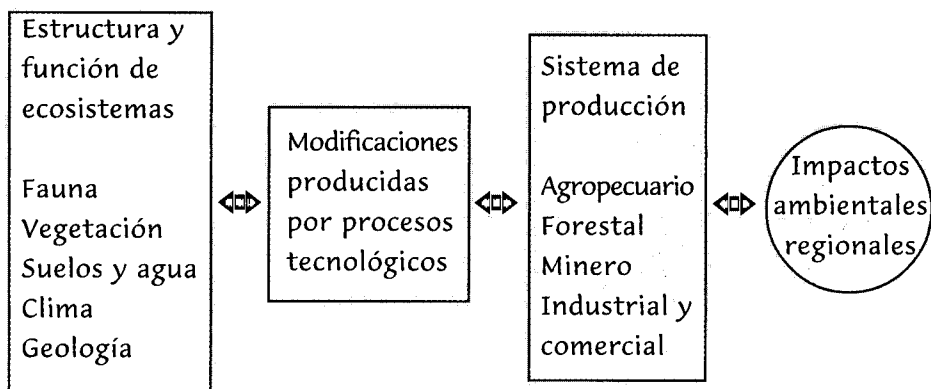 Estructura y
función de
ecosistemas
Fauna
Vegetación
Suelos y agua
Clima
Geología
Modificaciones
producidas
por procesos
tecnológicos
Sistema de
producción
Agropecuario
Forestal
Minero
Industrial y
comercial
Impactos
ambientales
regionales